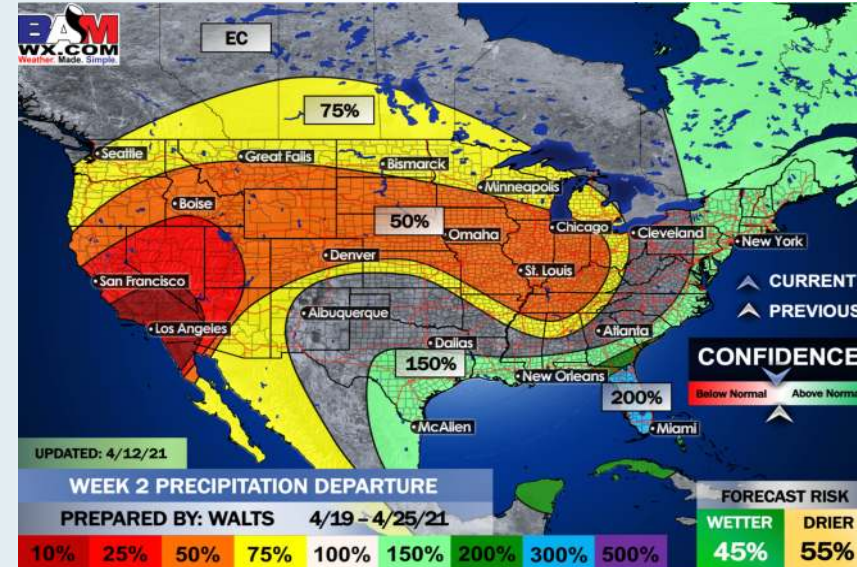 BAM
WX.COM
Weather. Made. Simple.
EC
75%
Seattle
Great Falls
Bismarck
Minneapolis
Boise
50%
Omaha
Chicago
Cleveland
New York
Denver
St. Louis
San Francisco
CURRENT
PREVIOUS
Albuquerque
Los Angeles
Atlanta
Dallas
150%
New Orleans
200%
CONFIDENCE
Below Normal
Above Norma
McAllen
Miami
UPDATED: 4/12/21
WEEK 2 PRECIPITATION DEPARTURE
PREPARED BY: WALTS 4/19 – 4/25/21
FORECAST RISK
WETTER DRIER
45% 55%
10% 25% 50% 75% 100% 150% 200% 300% 500%